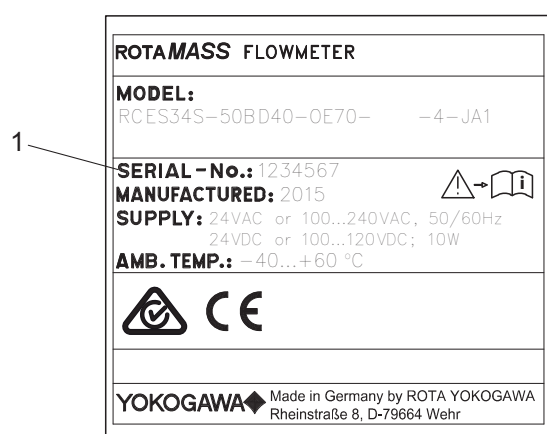 ROTAMASS FLOWMETER
MODEL:
RCES34S-50BD40-0E70-     -4-JA1
1
SERIAL-No.: 1234567
MANUFACTURED: 2015
SUPPLY: 24VAC or 100...240VAC, 50/60Hz
24VDC or 100...120VDC; 10W
AMB. TEMP.: -40...+60 °C
CE
YOKOGAWA
Made in Germany by ROTA YOKOGAWA
Rheinstraße 8, D-79664 Wehr